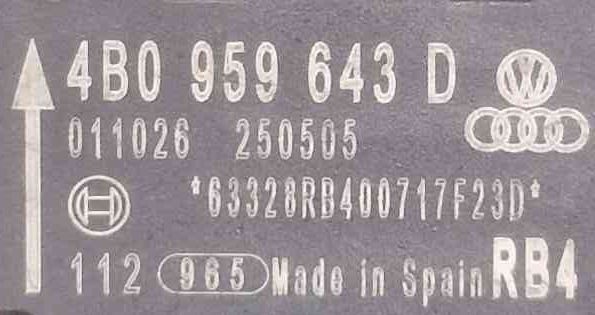 4B0 959 643 D
011026 250505
*63328RB400717F23D*
112 965 Made in Spain RB4